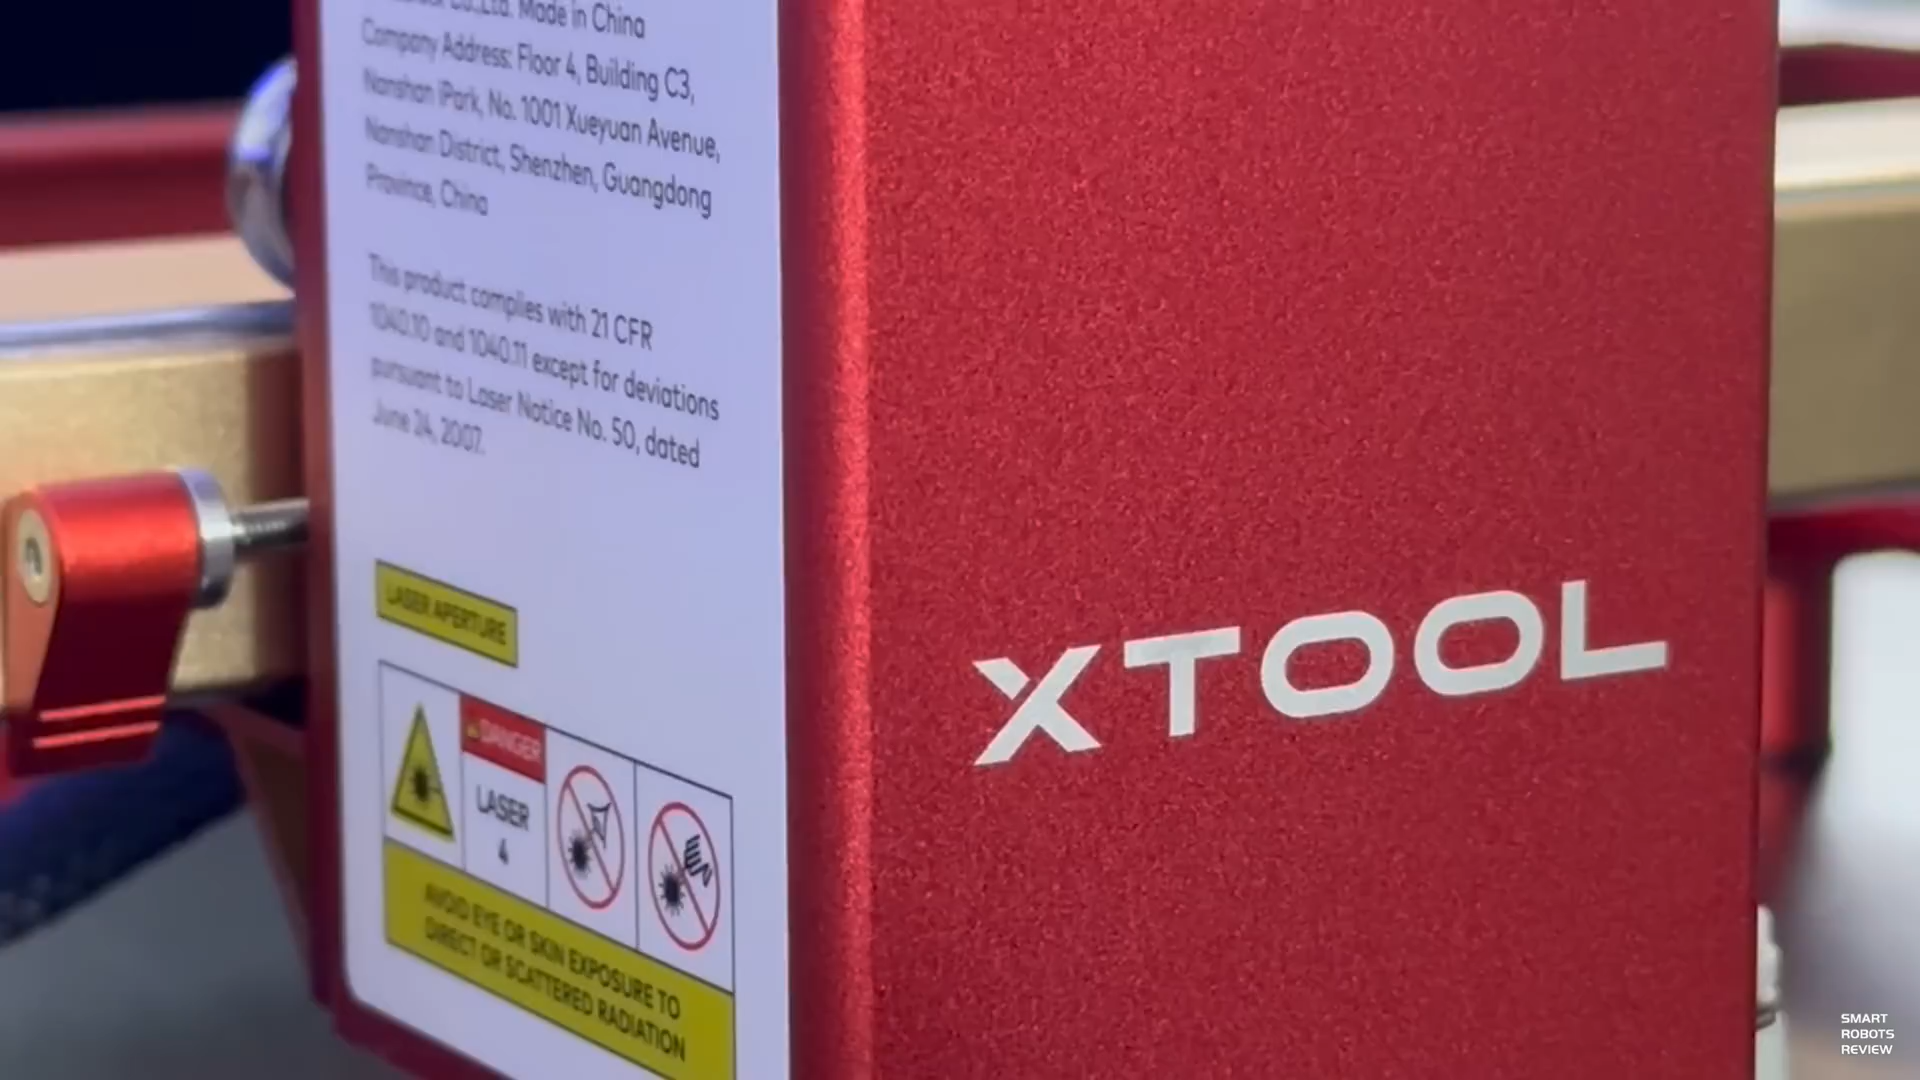 Co.,Ltd. Made in China
Company Address: Floor 4, Building C3,
Nanshan iPark, No. 1001 Xueyuan Avenue,
Nanshan District, Shenzhen, Guangdong
Province, China
This product complies with 21 CFR
1040.10 and 1040.11 except for deviations
pursuant to Laser Notice No. 50, dated
June 24, 2007.
LASER APERTURE
DANGER
LASER
4
AVOID EYE OR SKIN EXPOSURE TO
DIRECT OR SCATTERED RADIATION
XTOOL
SMART
ROBOTS
REVIEW